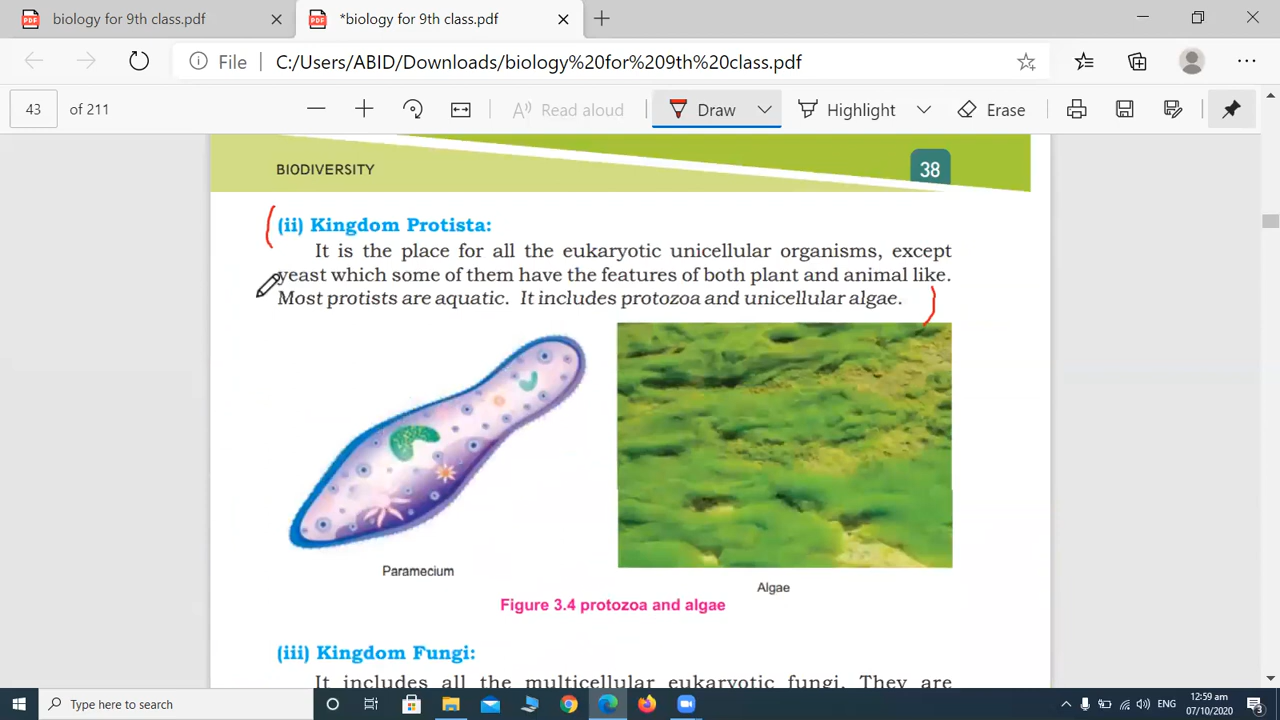 biology for 9th class.pdf
*biology for 9th class.pdf
File
C:/Users/ABID/Downloads/biology%20for%209th%20class.pdf
43 of 211
Read aloud
Draw
Highlight
Erase
BIODIVERSITY
38
(ii) Kingdom Protista:
It is the place for all the eukaryotic unicellular organisms, except
yeast which some of them have the features of both plant and animal like.
Most protists are aquatic. It includes protozoa and unicellular algae.
Paramecium
Algae
Figure 3.4 protozoa and algae
(iii) Kingdom Fungi:
It includes all the multicellular eukaryotic fungi. They are
Type here to search
ENG
12:59 am
07/10/2020
3